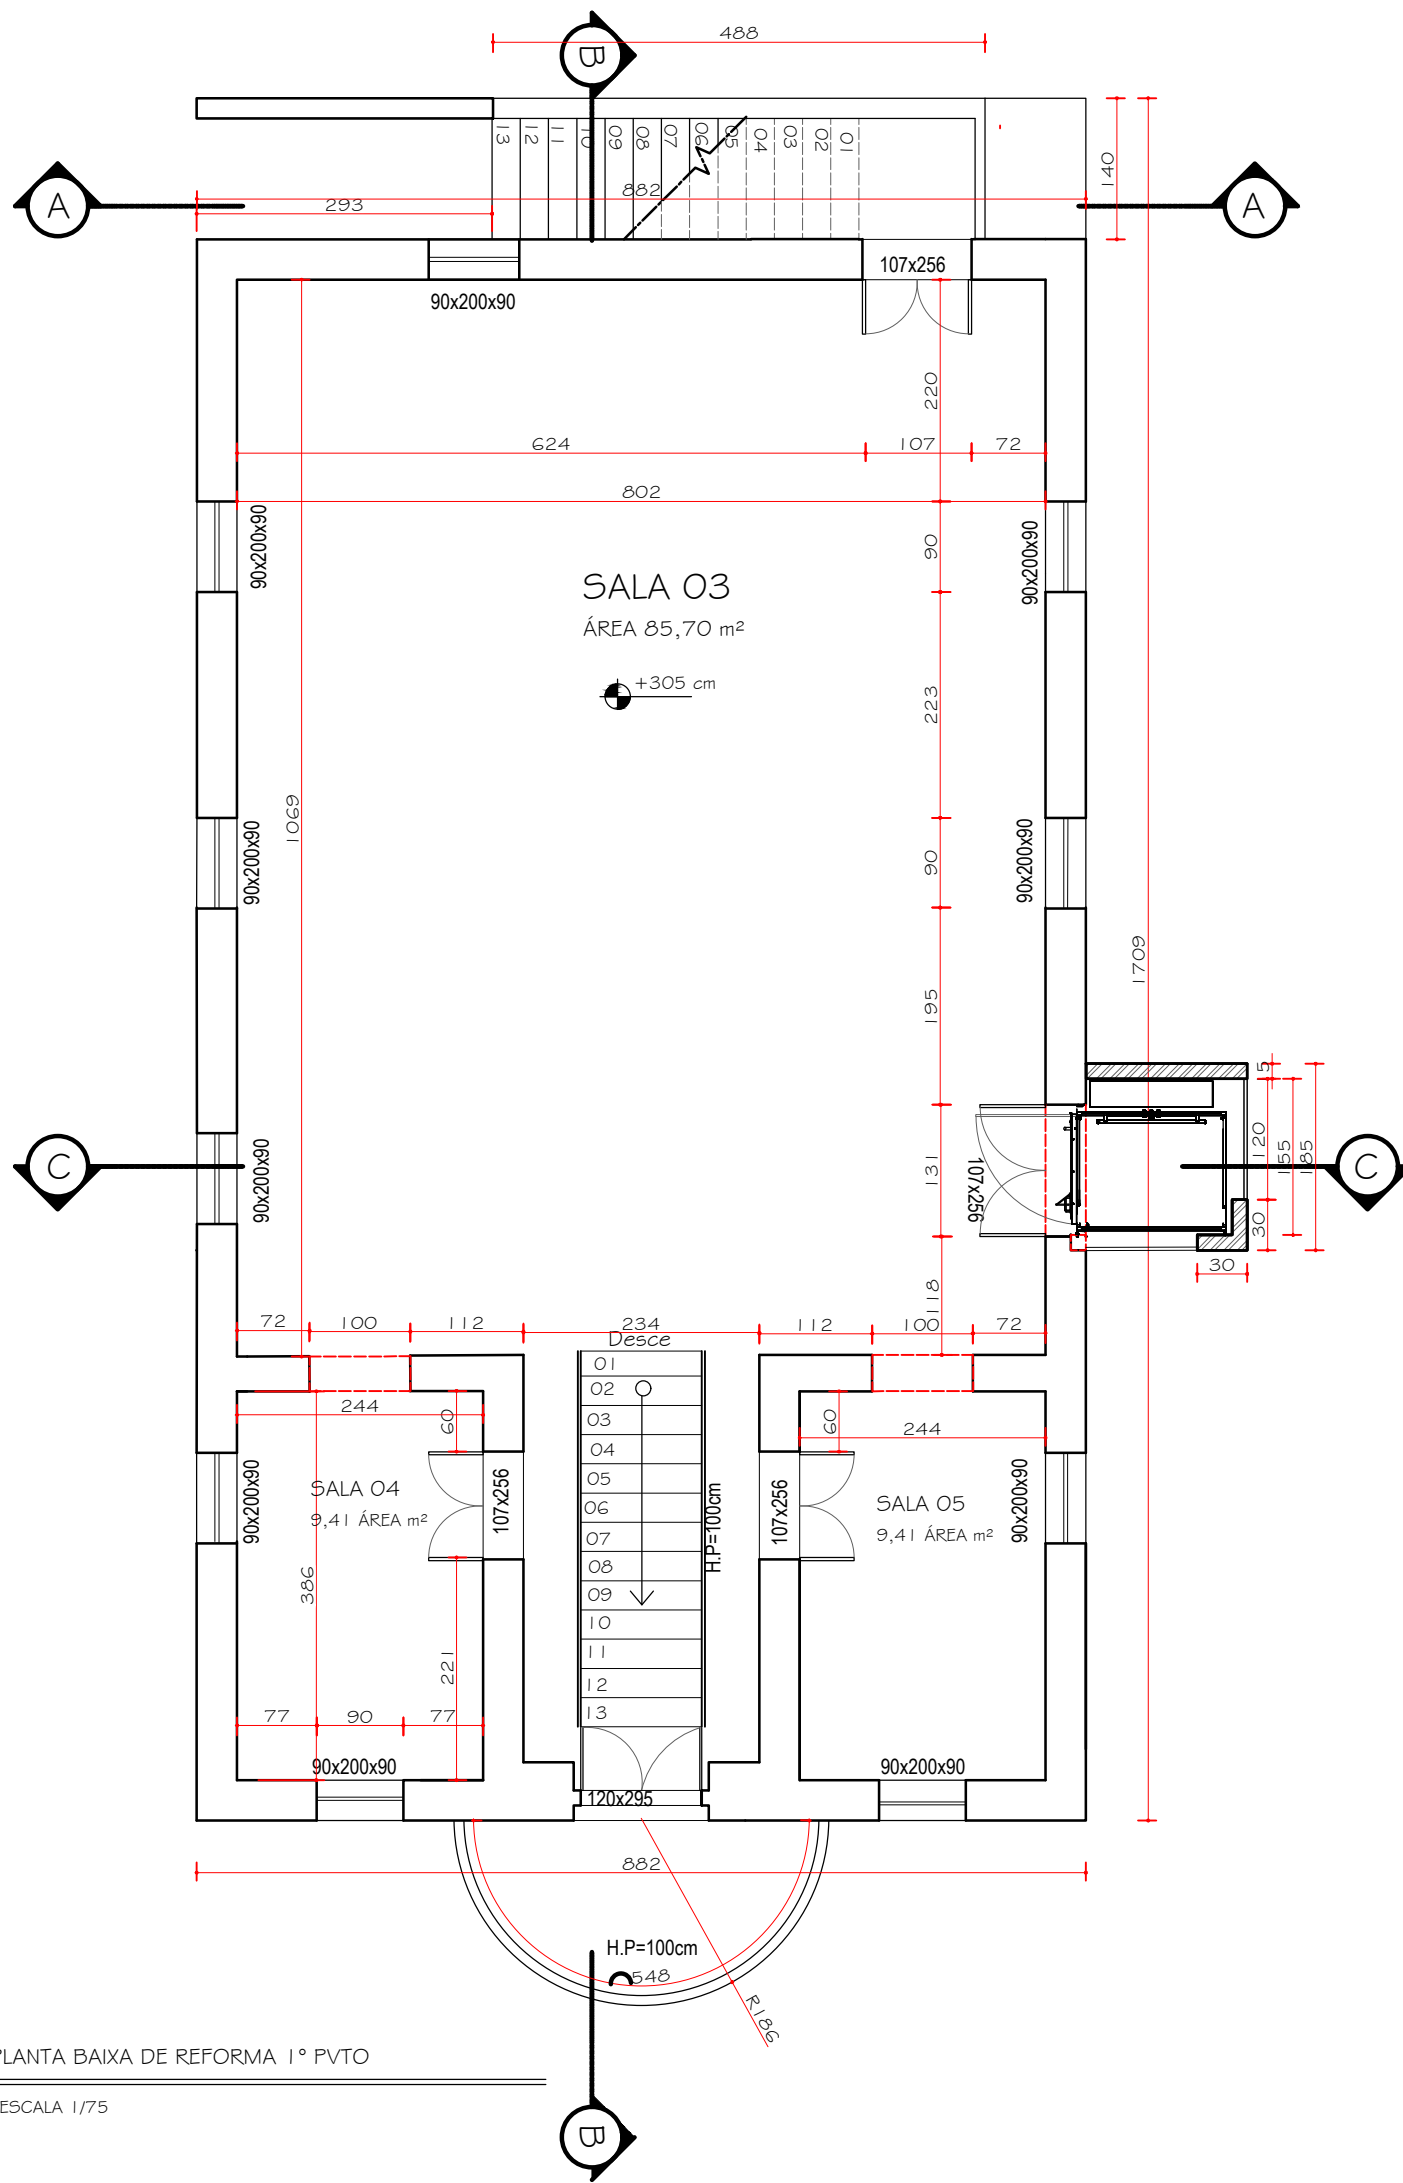 488
B
13 12 11 10 09 08 07 06 05 04 03 02 01
140
A
882
A
293
107x256
90x200x90
220
624
107
72
802
90x200x90
90
90x200x90
SALA 03
ÁREA 85,70 m²
+305 cm
223
1069
90x200x90
90
90x200x90
1709
195
5
C
90x200x90
131
107x256
120
155
185
C
30
30
118
72
100
112
234
112
100
72
Desce
01
02
03
04
05
06
07
08
09
10
11
12
13
244
60
60
244
90x200x90
SALA 04
9,41 ÁREA m²
107x256
H.P=100cm
107x256
SALA 05
9,41 ÁREA m²
90x200x90
386
221
77
90
77
90x200x90
90x200x90
120x295
882
H.P=100cm
548
R186
PLANTA BAIXA DE REFORMA 1° PVTO
ESCALA 1/75
B